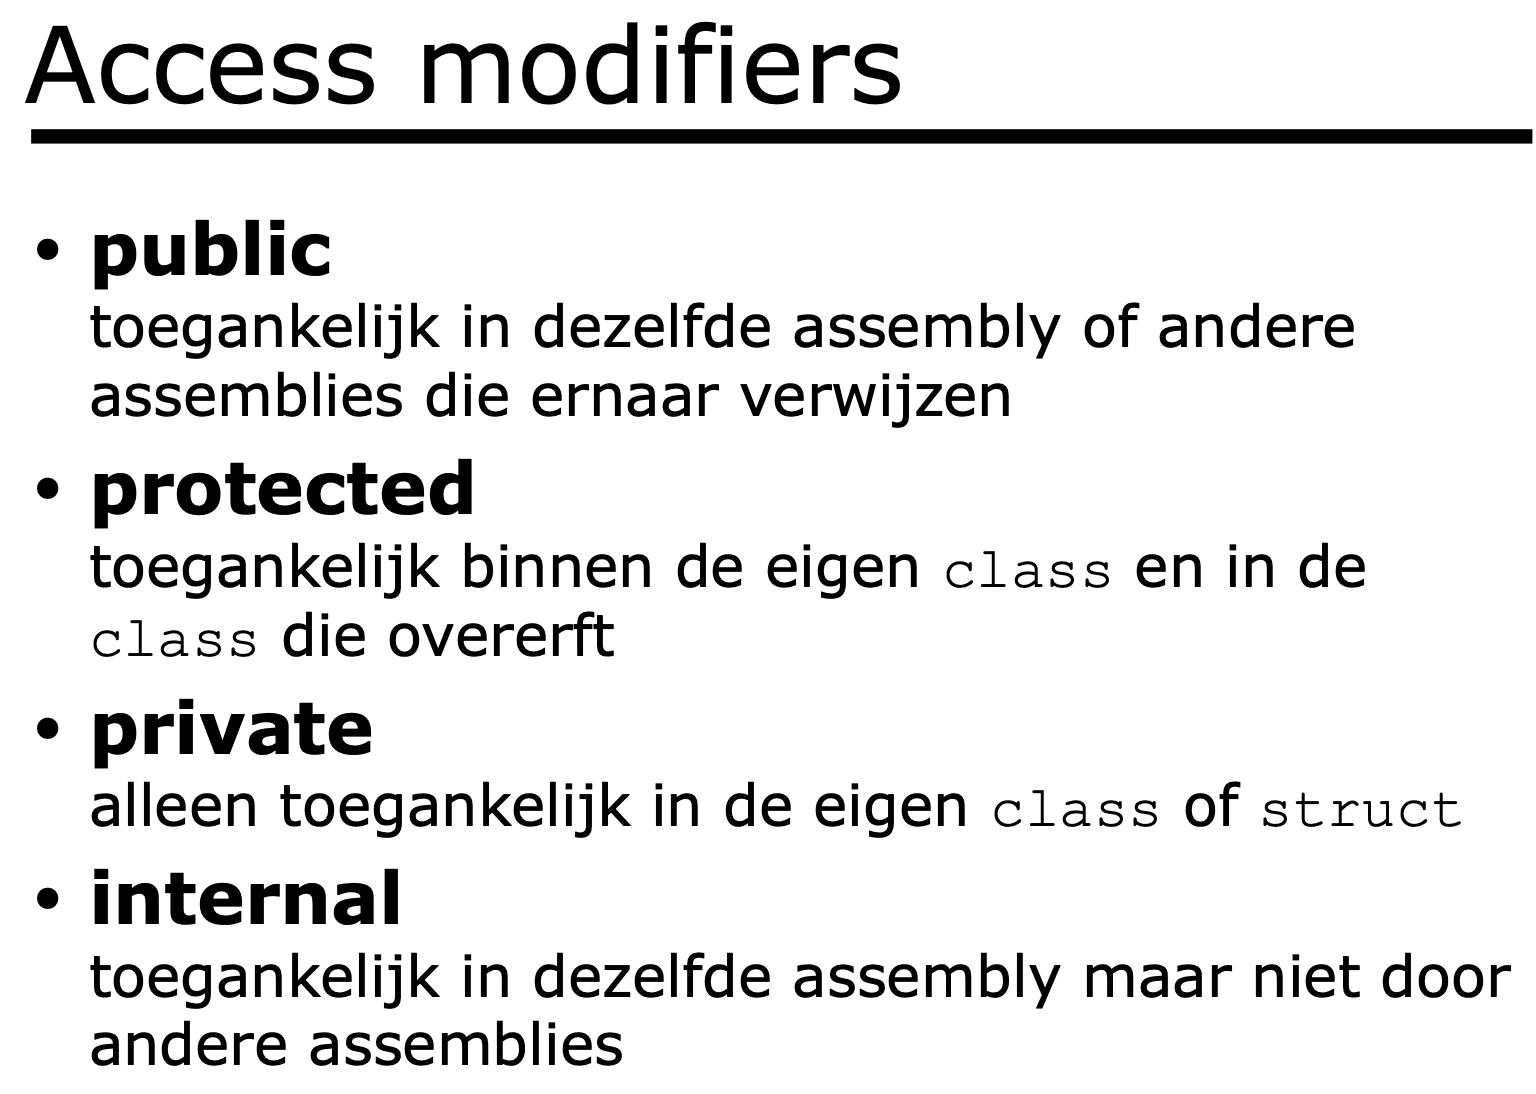 Access modifiers
• public
toegankelijk in dezelfde assembly of andere
assemblies die ernaar verwijzen
• protected
toegankelijk binnen de eigen class en in de
class die overerft
• private
alleen toegankelijk in de eigen class of struct
• internal
toegankelijk in dezelfde assembly maar niet door
andere assemblies